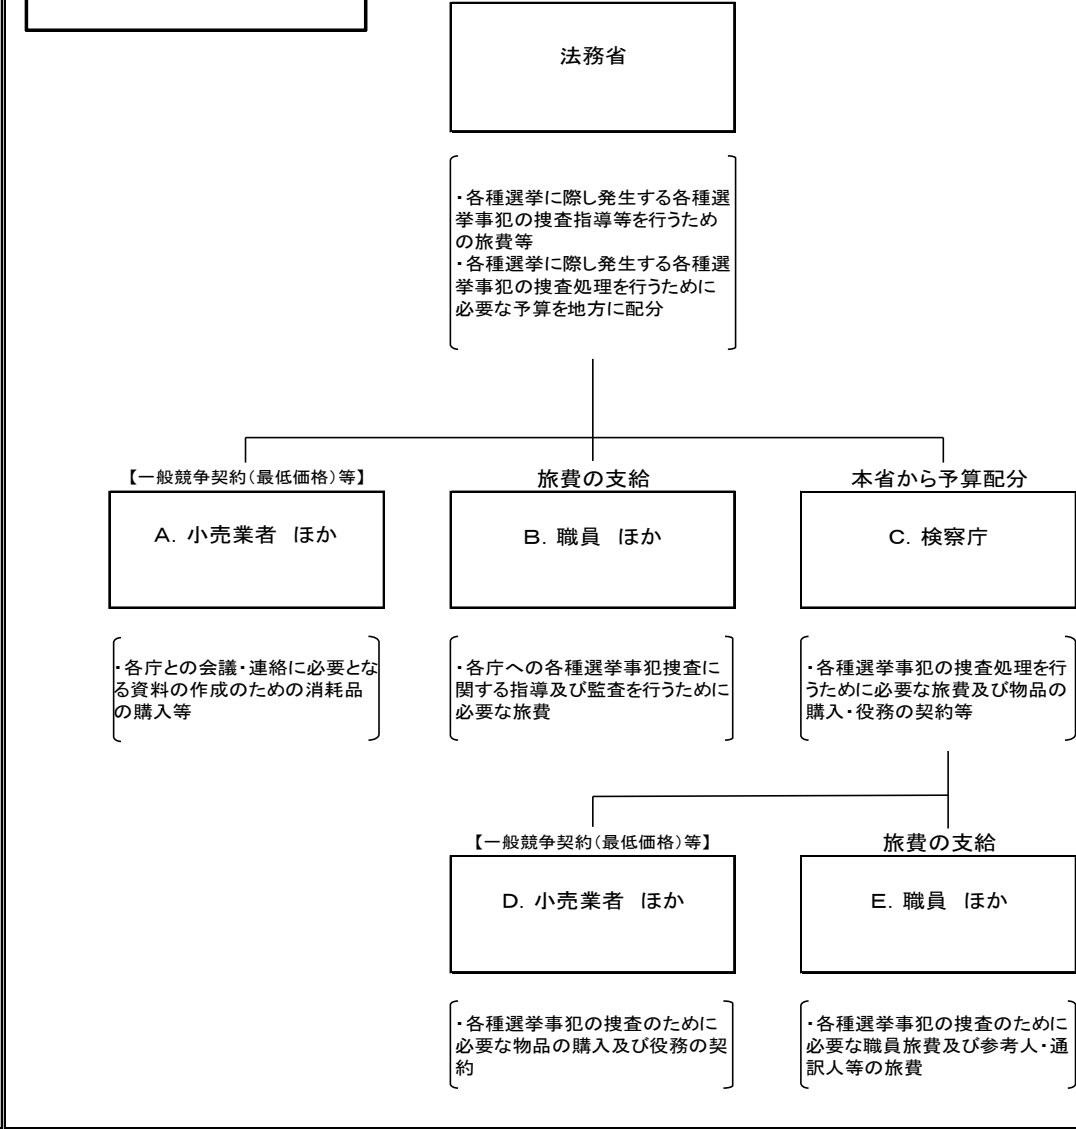 法務省
・各種選挙に際し発生する各種選
挙事犯の捜査指導等を行うため
の旅費等
・各種選挙に際し発生する各種選
挙事犯の捜査処理を行うために
必要な予算を地方に配分
【一般競争契約(最低価格)等】
旅費の支給
本省から予算配分
A．小売業者　ほか
B．職員　ほか
C．検察庁
・各庁との会議・連絡に必要とな
る資料の作成のための消耗品
の購入等
・各庁への各種選挙事犯捜査に
関する指導及び監査を行うために
必要な旅費
・各種選挙事犯の捜査処理を行
うために必要な旅費及び物品の
購入・役務の契約等
【一般競争契約(最低価格)等】
旅費の支給
D．小売業者　ほか
E．職員　ほか
・各種選挙事犯の捜査のために
必要な物品の購入及び役務の契
約
・各種選挙事犯の捜査のために
必要な職員旅費及び参考人・通
訳人等の旅費